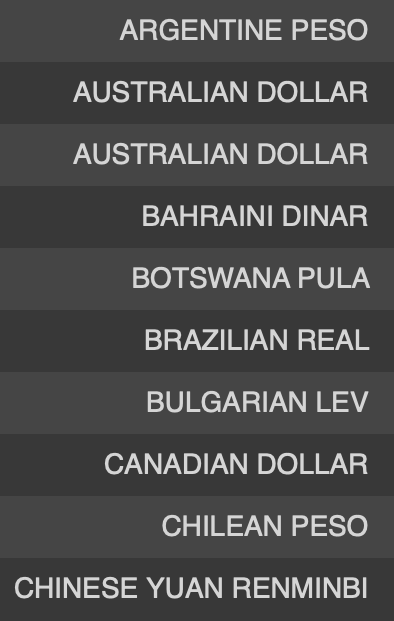 ARGENTINE PESO
AUSTRALIAN DOLLAR
AUSTRALIAN DOLLAR
BAHRAINI DINAR
BOTSWANA PULA
BRAZILIAN REAL
BULGARIAN LEV
CANADIAN DOLLAR
CHILEAN PESO
CHINESE YUAN RENMINBI